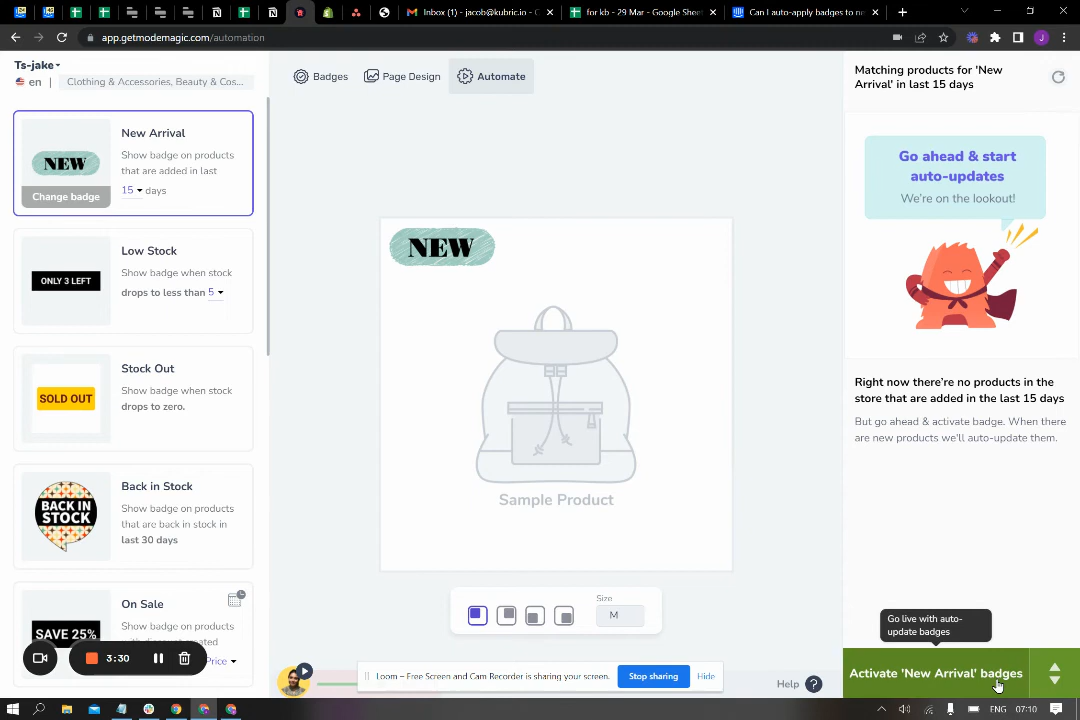 Inbox (1) - jacob@kubric.io - C
for kb - 29 Mar - Google Sheet
Can I auto-apply badges to ne
app.getmodemagic.com/automation
J
Ts-jake
en | Clothing & Accessories, Beauty & Cos...
Badges
Page Design
Automate
Matching products for 'New
Arrival' in last 15 days
NEW
Change badge
New Arrival
Show badge on products
that are added in last
15 days
Go ahead & start
auto-updates
We're on the lookout!
NEW
Sample Product
ONLY 3 LEFT
Low Stock
Show badge when stock
drops to less than 5
SOLD OUT
Stock Out
Show badge when stock
drops to zero.
Right now there're no products in the
store that are added in the last 15 days
But go ahead & activate badge. When there
are new products we'll auto-update them.
BACK IN
STOCK
Back in Stock
Show badge on products
that are back in stock in
last 30 days
SAVE 25%
On Sale
Show badge on products
Price
3:30
Size
M
Loom – Free Screen and Cam Recorder is sharing your screen.
Stop sharing
Hide
Help ?
Go live with auto-
update badges
Activate 'New Arrival' badges
ENG
07:10